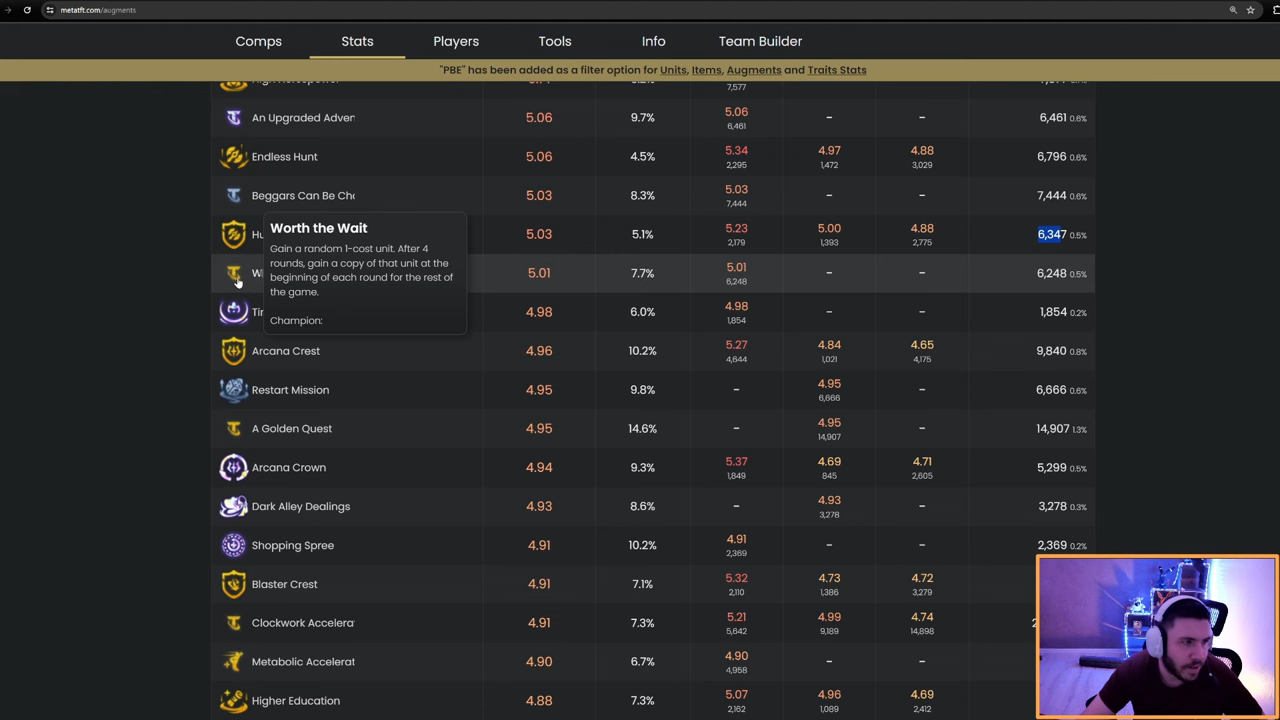 metatft.com/augments
Comps Stats Players Tools Info Team Builder
"PBE" has been added as a filter option for Units, Items, Augments and Traits Stats
7,577
An Upgraded Adven 5.06 9.7% 5.06 6,461 – – 6,461 0.6%
Endless Hunt 5.06 4.5% 5.34 2,295 4.97 1,472 4.88 3,029 6,796 0.6%
Beggars Can Be Cho 5.03 8.3% 5.03 7,444 – – 7,444 0.6%
Hu 5.03 5.1% 5.23 2,179 5.00 1,393 4.88 2,775 6,347 0.5%
Worth the Wait
Gain a random 1-cost unit. After 4
rounds, gain a copy of that unit at the
beginning of each round for the rest of
the game.
Champion:
5.01 7.7% 5.01 6,248 – – 6,248 0.5%
4.98 6.0% 4.98 1,854 – – 1,854 0.2%
Arcana Crest 4.96 10.2% 5.27 4,644 4.84 1,021 4.65 4,175 9,840 0.8%
Restart Mission 4.95 9.8% – 4.95 6,666 – 6,666 0.6%
A Golden Quest 4.95 14.6% – 4.95 14,907 – 14,907 1.3%
Arcana Crown 4.94 9.3% 5.37 1,849 4.69 845 4.71 2,605 5,299 0.5%
Dark Alley Dealings 4.93 8.6% – 4.93 3,278 – 3,278 0.3%
Shopping Spree 4.91 10.2% 4.91 2,369 – – 2,369 0.2%
Blaster Crest 4.91 7.1% 5.32 2,110 4.73 1,386 4.72 3,279
Clockwork Accelera 4.91 7.3% 5.21 5,642 4.99 9,189 4.74 14,898
Metabolic Accelerat 4.90 6.7% 4.90 4,958 – –
Higher Education 4.88 7.3% 5.07 2,162 4.96 1,089 4.69 2,412